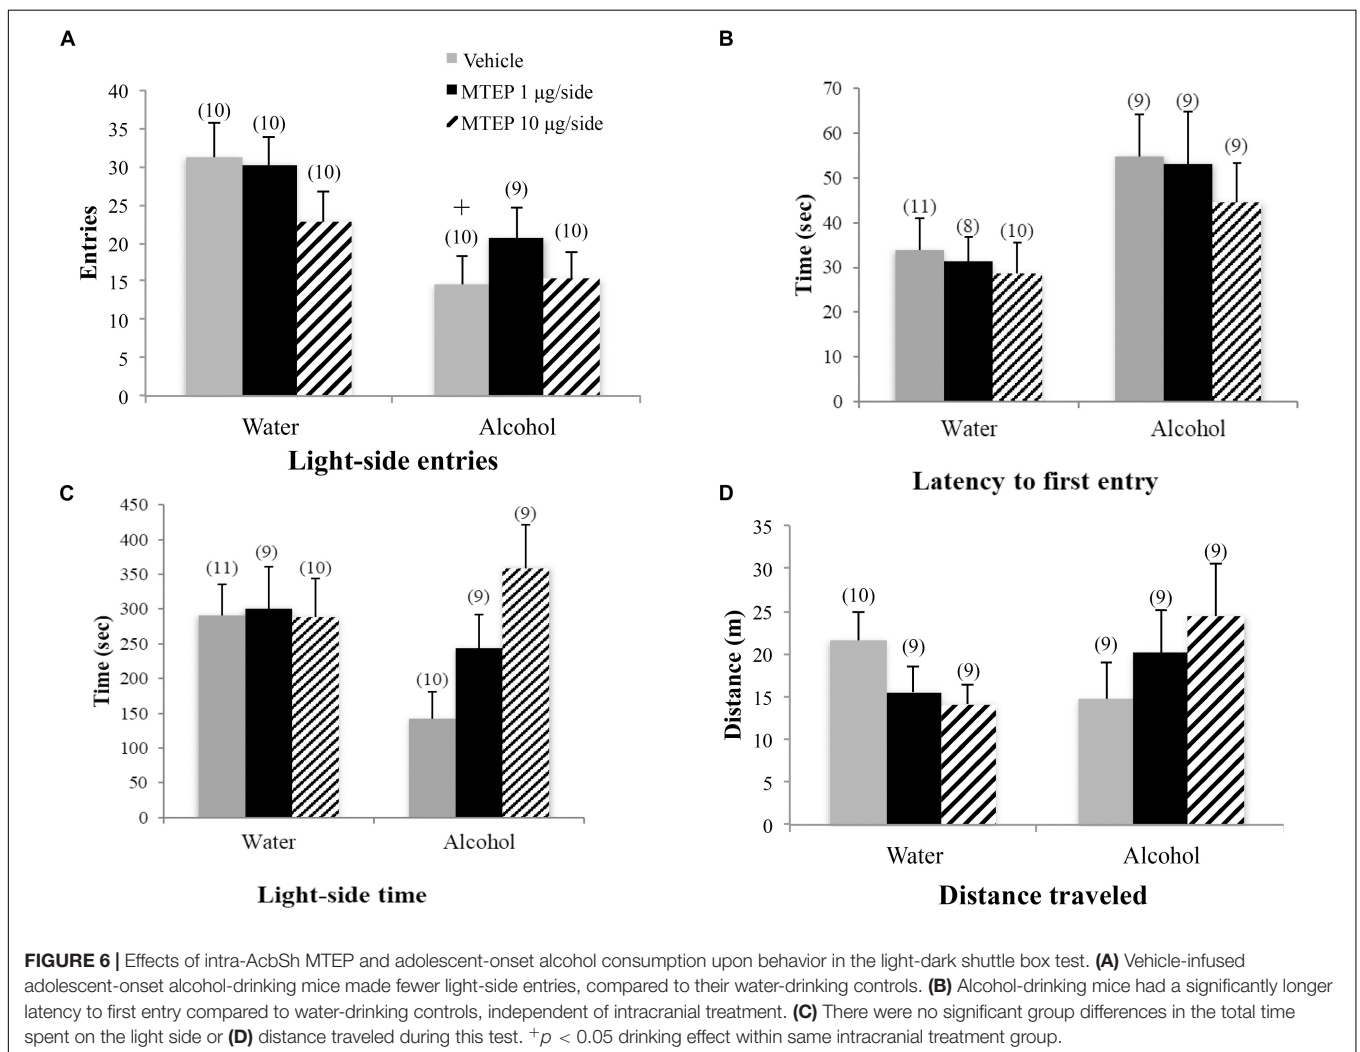 A
Vehicle
MTEP 1 µg/side
MTEP 10 µg/side
40
35
30
25
20
15
10
5
0
Entries
(10)
(10)
(10)
+
(10)
(9)
(10)
Water
Alcohol
Light-side entries
B
70
60
50
40
30
20
10
0
Time (sec)
(11)
(8)
(10)
(9)
(9)
(9)
Water
Alcohol
Latency to first entry
C
450
400
350
300
250
200
150
100
50
0
Time (sec)
(11)
(9)
(10)
(10)
(9)
(9)
Water
Alcohol
Light-side time
D
35
30
25
20
15
10
5
0
Distance (m)
(10)
(9)
(9)
(9)
(9)
(9)
Water
Alcohol
Distance traveled
FIGURE 6 | Effects of intra-AcbSh MTEP and adolescent-onset alcohol consumption upon behavior in the light-dark shuttle box test. (A) Vehicle-infused
adolescent-onset alcohol-drinking mice made fewer light-side entries, compared to their water-drinking controls. (B) Alcohol-drinking mice had a significantly longer
latency to first entry compared to water-drinking controls, independent of intracranial treatment. (C) There were no significant group differences in the total time
spent on the light side or (D) distance traveled during this test. +p < 0.05 drinking effect within same intracranial treatment group.